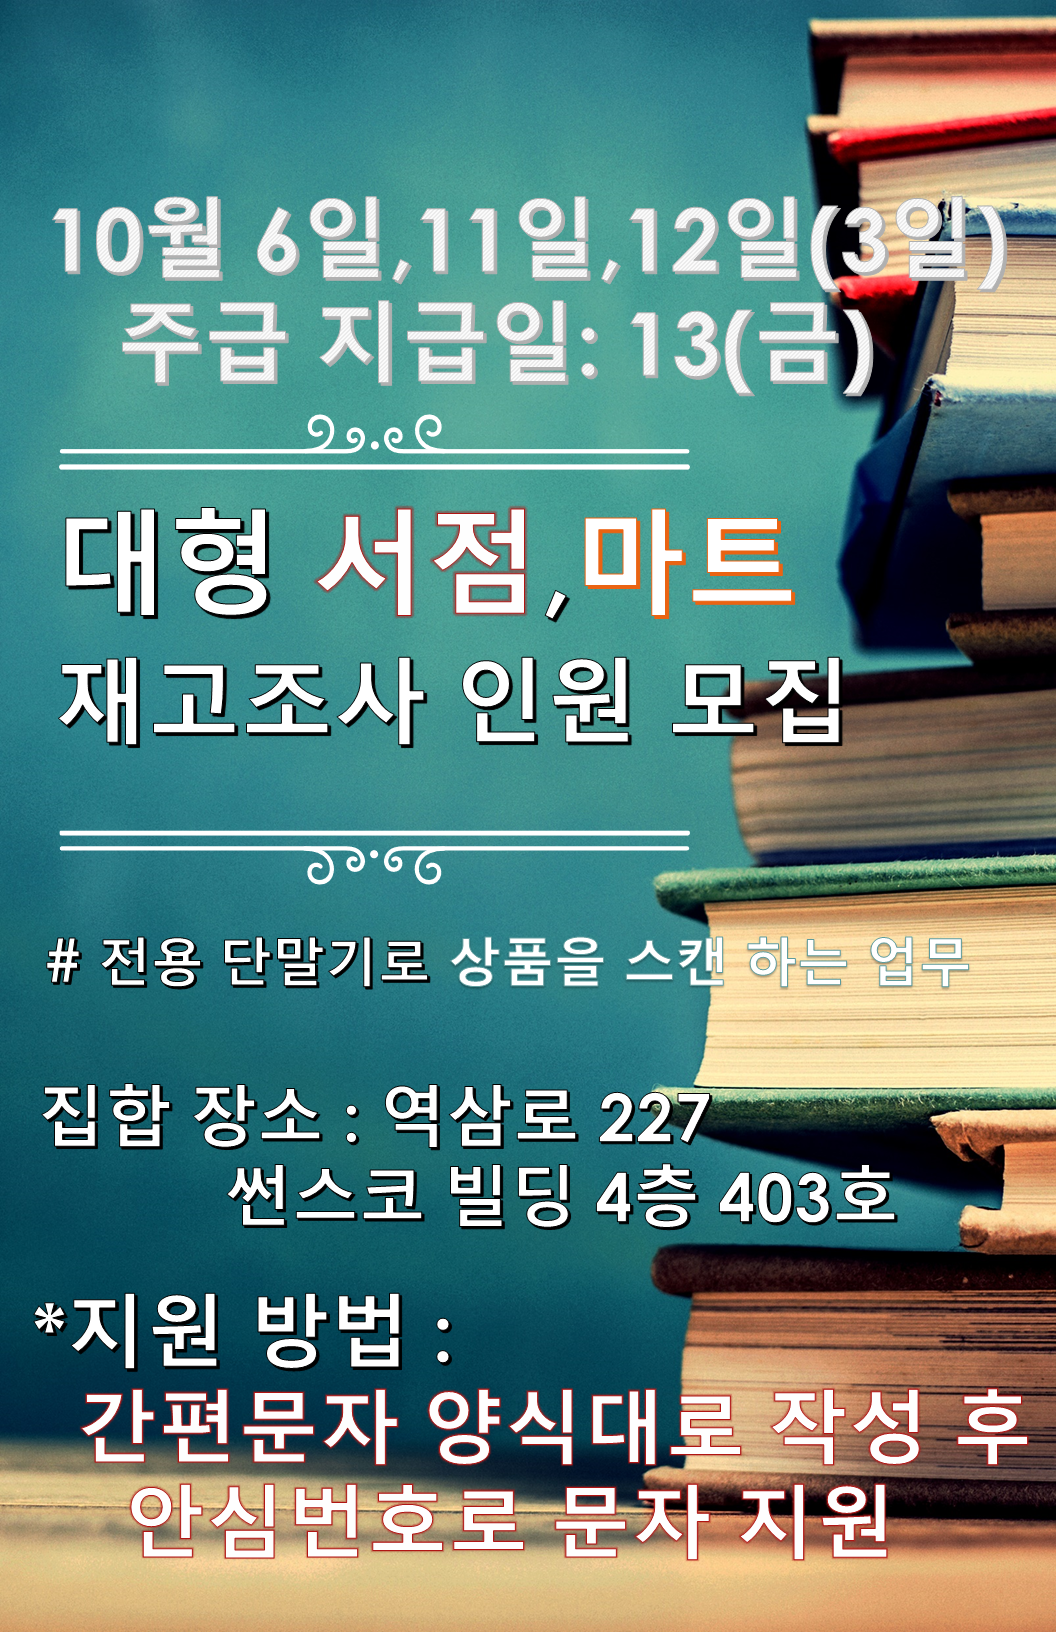 10월 6일,11일,12일(3일)
주급 지급일: 13(금)
대형 서점,마트
재고조사 인원 모집
# 전용 단말기로 상품을 스캔 하는 업무
집합 장소 : 역삼로 227
썬스코 빌딩 4층 403호
*지원 방법 :
간편문자 양식대로 작성 후
안심번호로 문자 지원